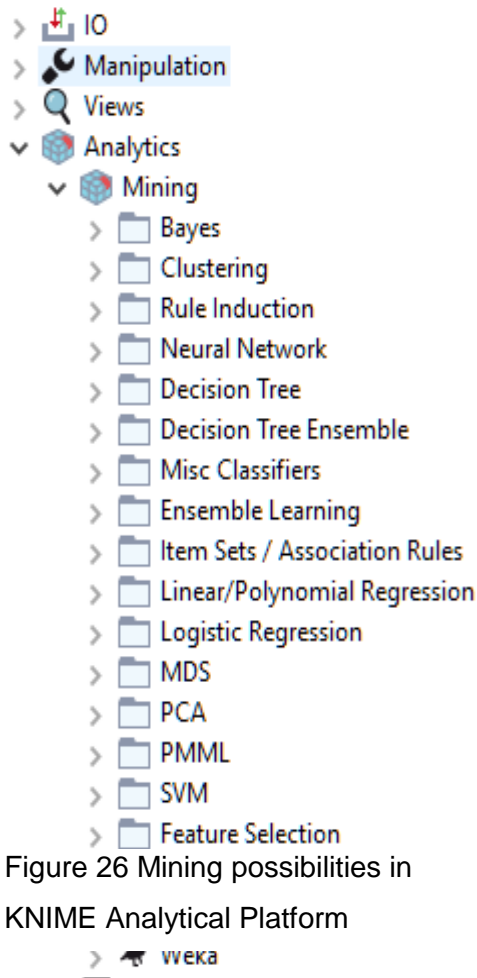 IO
Manipulation
Views
Analytics
Mining
Bayes
Clustering
Rule Induction
Neural Network
Decision Tree
Decision Tree Ensemble
Misc Classifiers
Ensemble Learning
Item Sets / Association Rules
Linear/Polynomial Regression
Logistic Regression
MDS
PCA
PMML
SVM
Feature Selection
Figure 26 Mining possibilities in
KNIME Analytical Platform
Weka